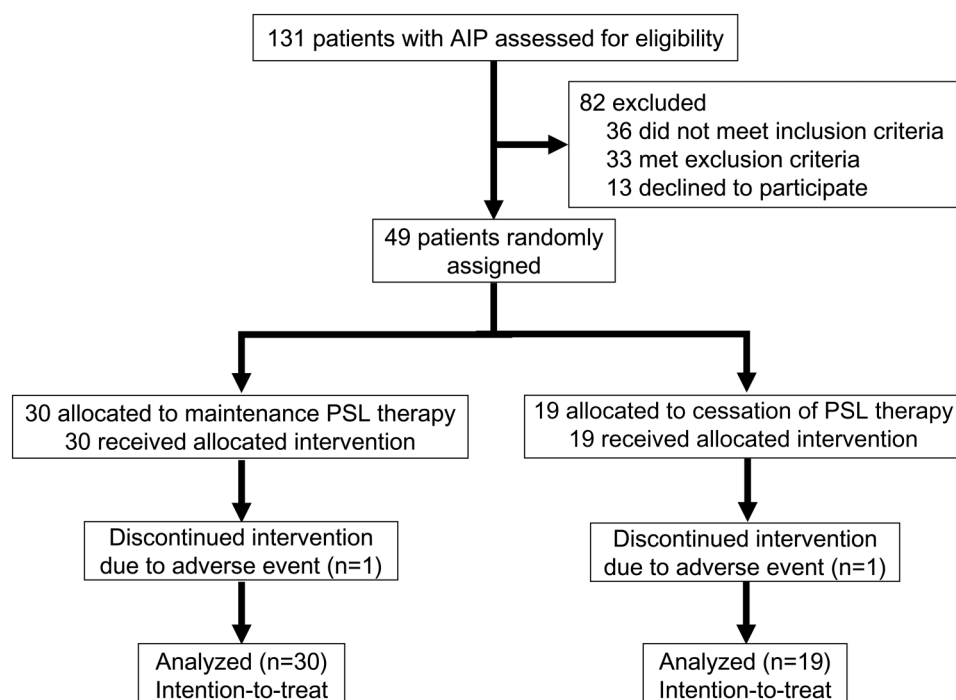 131 patients with AIP assessed for eligibility
82 excluded
36 did not meet inclusion criteria
33 met exclusion criteria
13 declined to participate
49 patients randomly
assigned
30 allocated to maintenance PSL therapy
30 received allocated intervention
19 allocated to cessation of PSL therapy
19 received allocated intervention
Discontinued intervention
due to adverse event (n=1)
Discontinued intervention
due to adverse event (n=1)
Analyzed (n=30)
Intention-to-treat
Analyzed (n=19)
Intention-to-treat